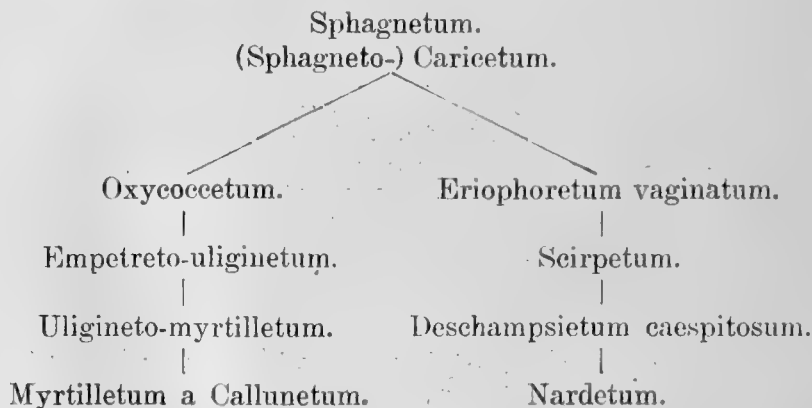 Sphagnetum.
(Sphagneto-) Caricetum.
Oxycoccetum. Eriophoretum vaginatum.
Empetreto-uliginetum. Scirpetum.
Uligineto-myrtilletum. Deschampsietum caespitosum.
Myrtilletum a Callunetum. Nardetum.